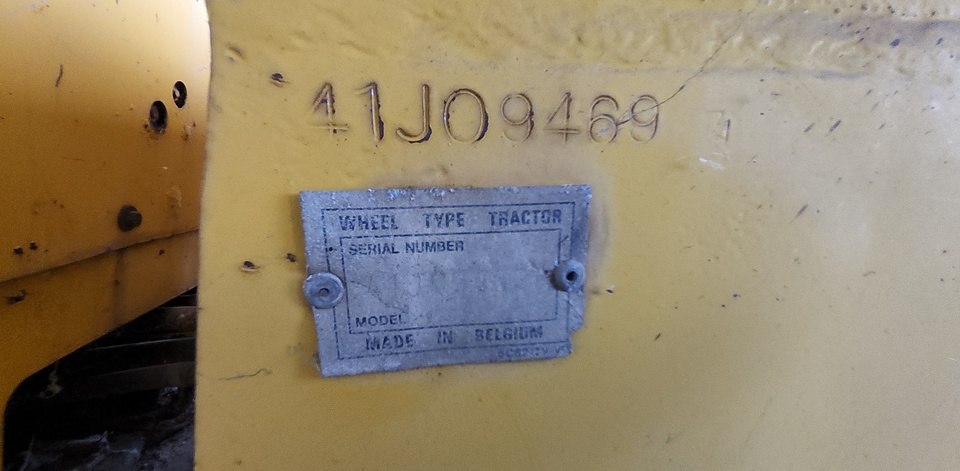 41J09469
WHEEL TYPE TRACTOR
SERIAL NUMBER
MODEL
MADE IN BELGIUM